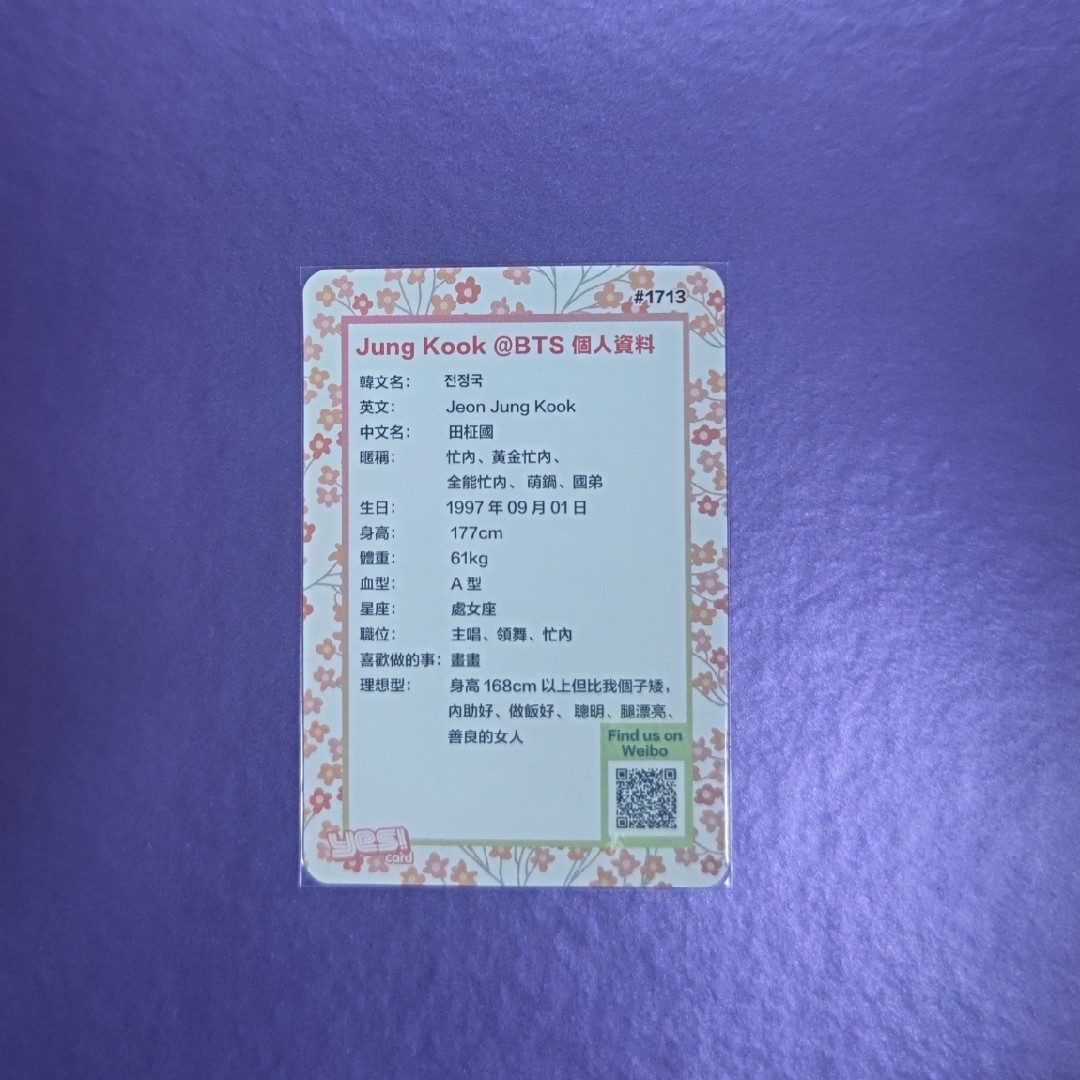 #1713
Jung Kook @BTS 個人資料
韓文名： 전정국
英文： Jeon Jung Kook
中文名： 田柾國
暱稱： 忙內、黃金忙內、
全能忙內、萌鍋、國弟
生日： 1997 年 09 月 01 日
身高： 177cm
體重： 61kg
血型： A 型
星座： 處女座
職位： 主唱、領舞、忙內
喜歡做的事： 畫畫
理想型： 身高 168cm 以上但比我個子矮，
內助好、做飯好、聰明、腿漂亮、
善良的女人
Find us on
Weibo
yes!
card